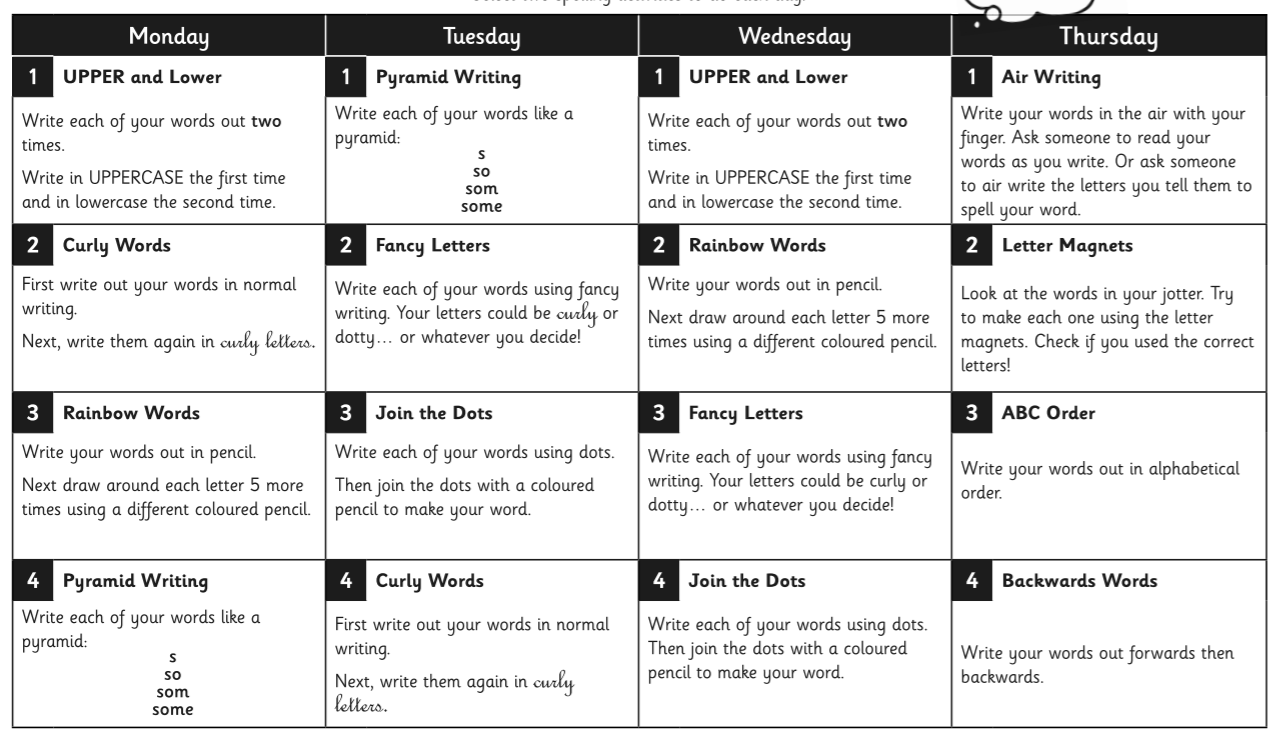 Monday
Tuesday
Wednesday
Thursday
1 UPPER and Lower
Write each of your words out two
times.
Write in UPPERCASE the first time
and in lowercase the second time.
1 Pyramid Writing
Write each of your words like a
pyramid:
s
so
som
some
1 UPPER and Lower
Write each of your words out two
times.
Write in UPPERCASE the first time
and in lowercase the second time.
1 Air Writing
Write your words in the air with your
finger. Ask someone to read your
words as you write. Or ask someone
to air write the letters you tell them to
spell your word.
2 Curly Words
First write out your words in normal
writing.
Next, write them again in curly letters.
2 Fancy Letters
Write each of your words using fancy
writing. Your letters could be curly or
dotty... or whatever you decide!
2 Rainbow Words
Write your words out in pencil.
Next draw around each letter 5 more
times using a different coloured pencil.
2 Letter Magnets
Look at the words in your jotter. Try
to make each one using the letter
magnets. Check if you used the correct
letters!
3 Rainbow Words
Write your words out in pencil.
Next draw around each letter 5 more
times using a different coloured pencil.
3 Join the Dots
Write each of your words using dots.
Then join the dots with a coloured
pencil to make your word.
3 Fancy Letters
Write each of your words using fancy
writing. Your letters could be curly or
dotty... or whatever you decide!
3 ABC Order
Write your words out in alphabetical
order.
4 Pyramid Writing
Write each of your words like a
pyramid:
s
so
som
some
4 Curly Words
First write out your words in normal
writing.
Next, write them again in curly
letters.
4 Join the Dots
Write each of your words using dots.
Then join the dots with a coloured
pencil to make your word.
4 Backwards Words
Write your words out forwards then
backwards.